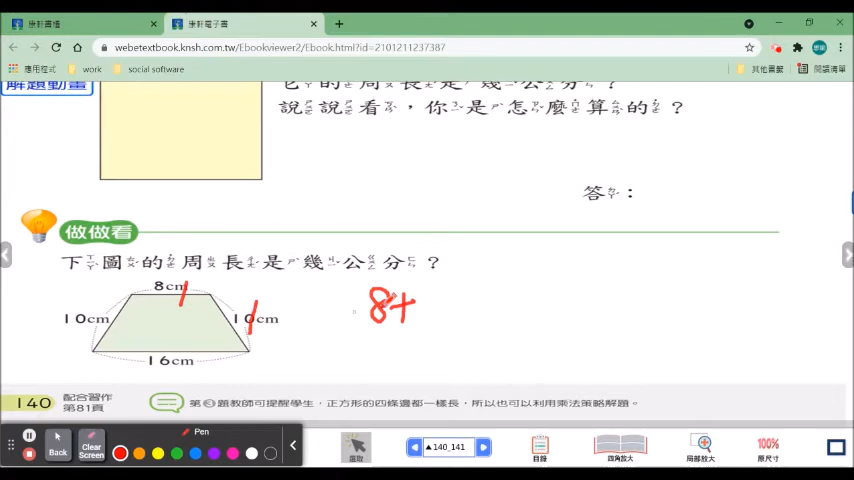 康軒書櫃
康軒電子書
webetextbook.knsh.com.tw/Ebookviewer2/Ebook.html?id=2101211237387
應用程式 work social software 其他書籤 閱讀清單
解題動畫
它的周長是幾公分?
說說看,你是怎麼算的?
答:
做做看
下圖的周長是幾公分?
8cm
10cm 10cm
16cm
8+
140 配合習作
第81頁
第3題教師可提醒學生,正方形的四條邊都一樣長,所以也可以利用乘法策略解題。
Pen
Back Clear Screen
選取 140_141 目錄 四角放大 局部放大 100% 原尺寸